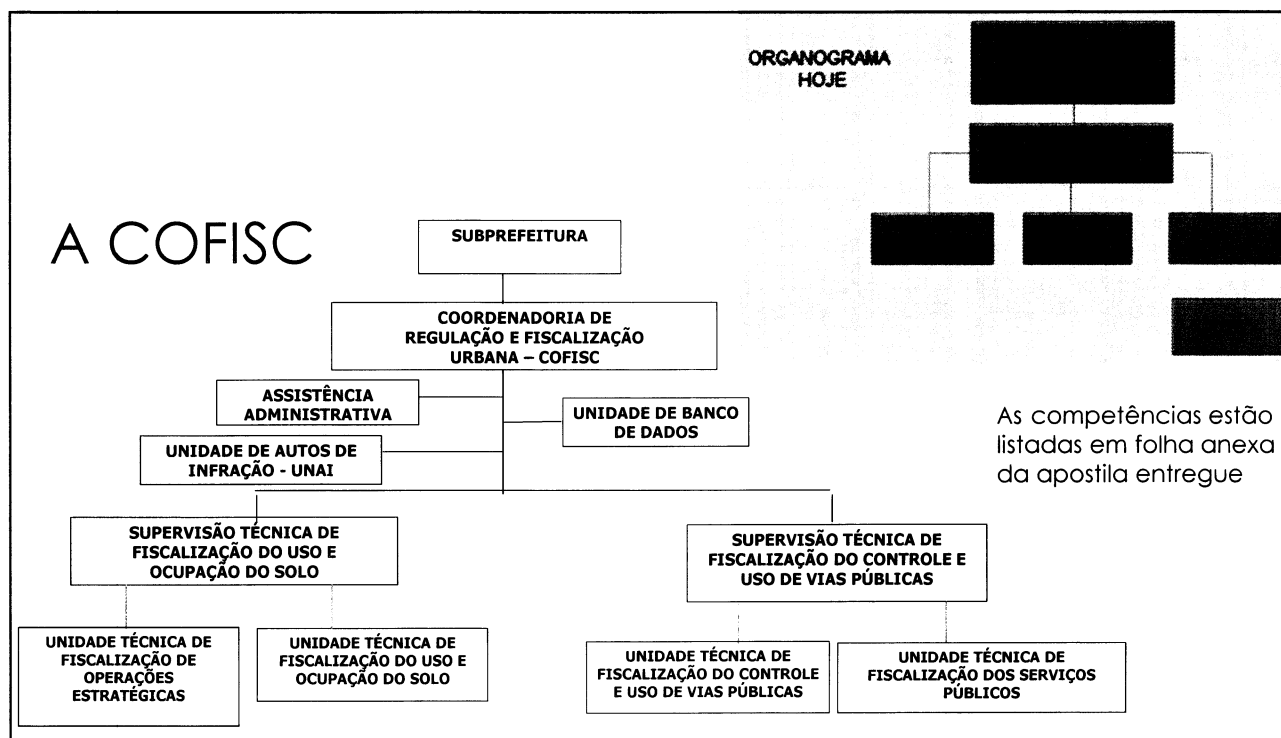 ORGANOGRAMA
HOJE
A COFISC
SUBPREFEITURA
COORDENADORIA DE
REGULAÇÃO E FISCALIZAÇÃO
URBANA – COFISC
ASSISTÊNCIA
ADMINISTRATIVA
UNIDADE DE BANCO
DE DADOS
UNIDADE DE AUTOS DE
INFRAÇÃO - UNAI
As competências estão
listadas em folha anexa
da apostila entregue
SUPERVISÃO TÉCNICA DE
FISCALIZAÇÃO DO USO E
OCUPAÇÃO DO SOLO
SUPERVISÃO TÉCNICA DE
FISCALIZAÇÃO DO CONTROLE E
USO DE VIAS PÚBLICAS
UNIDADE TÉCNICA DE
FISCALIZAÇÃO DE
OPERAÇÕES
ESTRATÉGICAS
UNIDADE TÉCNICA DE
FISCALIZAÇÃO DO USO E
OCUPAÇÃO DO SOLO
UNIDADE TÉCNICA DE
FISCALIZAÇÃO DO CONTROLE
E USO DE VIAS PÚBLICAS
UNIDADE TÉCNICA DE
FISCALIZAÇÃO DOS SERVIÇOS
PÚBLICOS